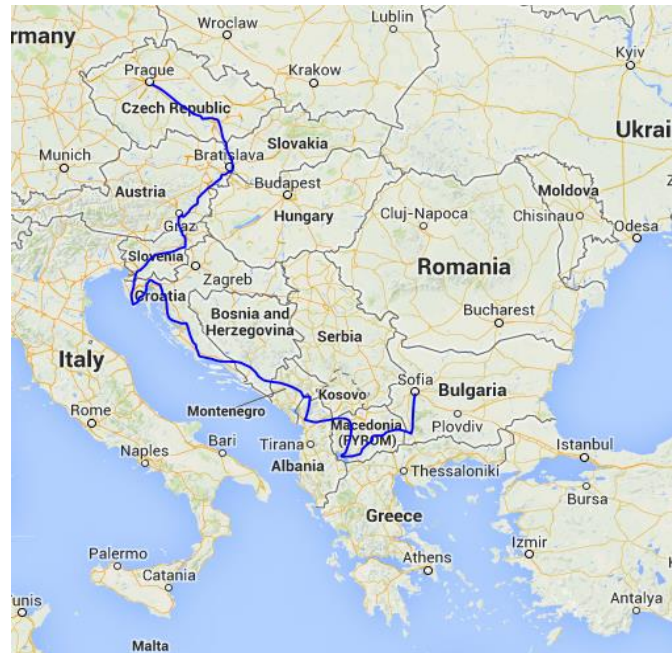 Wroclaw
Lublin
rmany
Prague
Krakow
Kyiv
Czech Republic
Ukrai
Slovakia
Munich
Bratislava
Austria
Budapest
Moldova
Graz
Hungary
Cluj-Napoca
Chisinau
Odesa
Slovenia
Zagreb
Romania
Croatia
Bosnia and
Herzegovina
Bucharest
Serbia
Italy
Kosovo
Sofia
Bulgaria
Montenegro
Rome
Macedonia
(FYROM)
Plovdiv
Bari
Tirana
Istanbul
Naples
Albania
Thessaloniki
Bursa
Greece
Palermo
Izmir
Athens
Catania
Tunis
Antalya
Malta